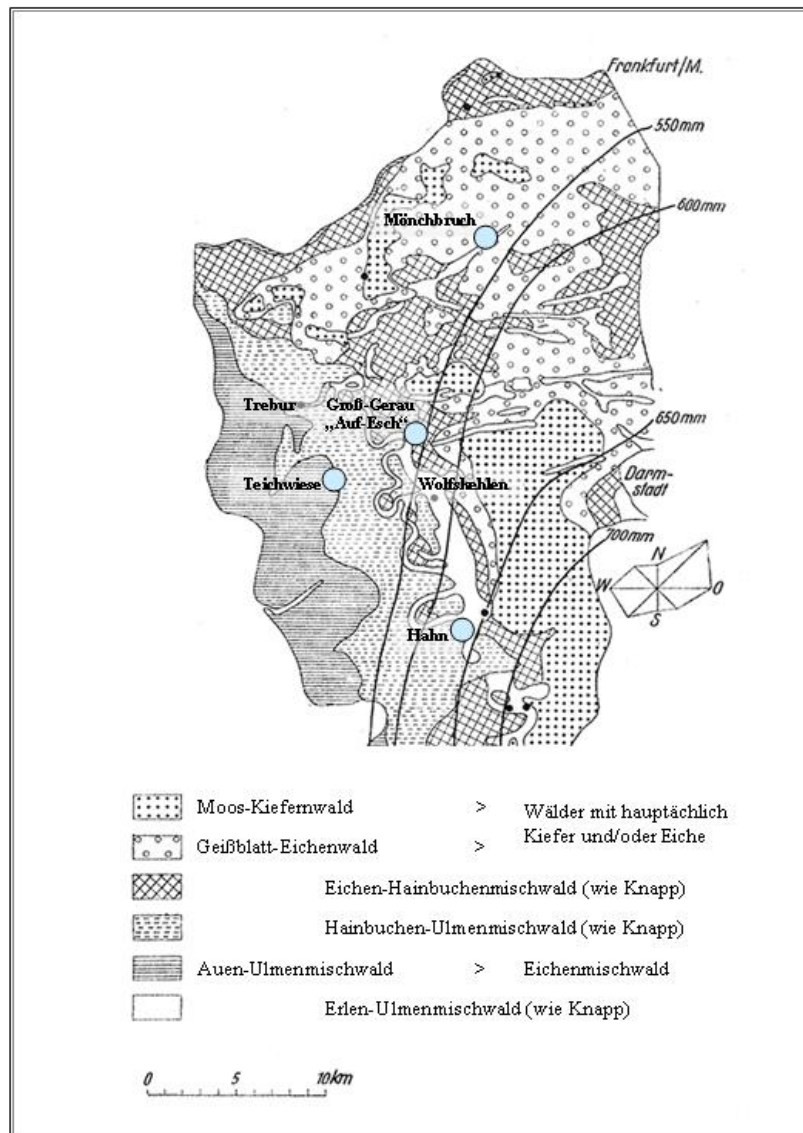 Frankfurt/M.
550mm
600mm
Mönchbruch
Trebur
Groß-Gerau
„Auf-Esch“
650mm
Teichwiese
Wolfskehlen
Darm-
stadt
700mm
N
W
O
S
Hahn
Moos-Kiefernwald > Wälder mit hauptächlich
Kiefer und/oder Eiche
Geißblatt-Eichenwald >
Eichen-Hainbuchenmischwald (wie Knapp)
Hainbuchen-Ulmenmischwald (wie Knapp)
Auen-Ulmenmischwald > Eichenmischwald
Erlen-Ulmenmischwald (wie Knapp)
0 5 10km